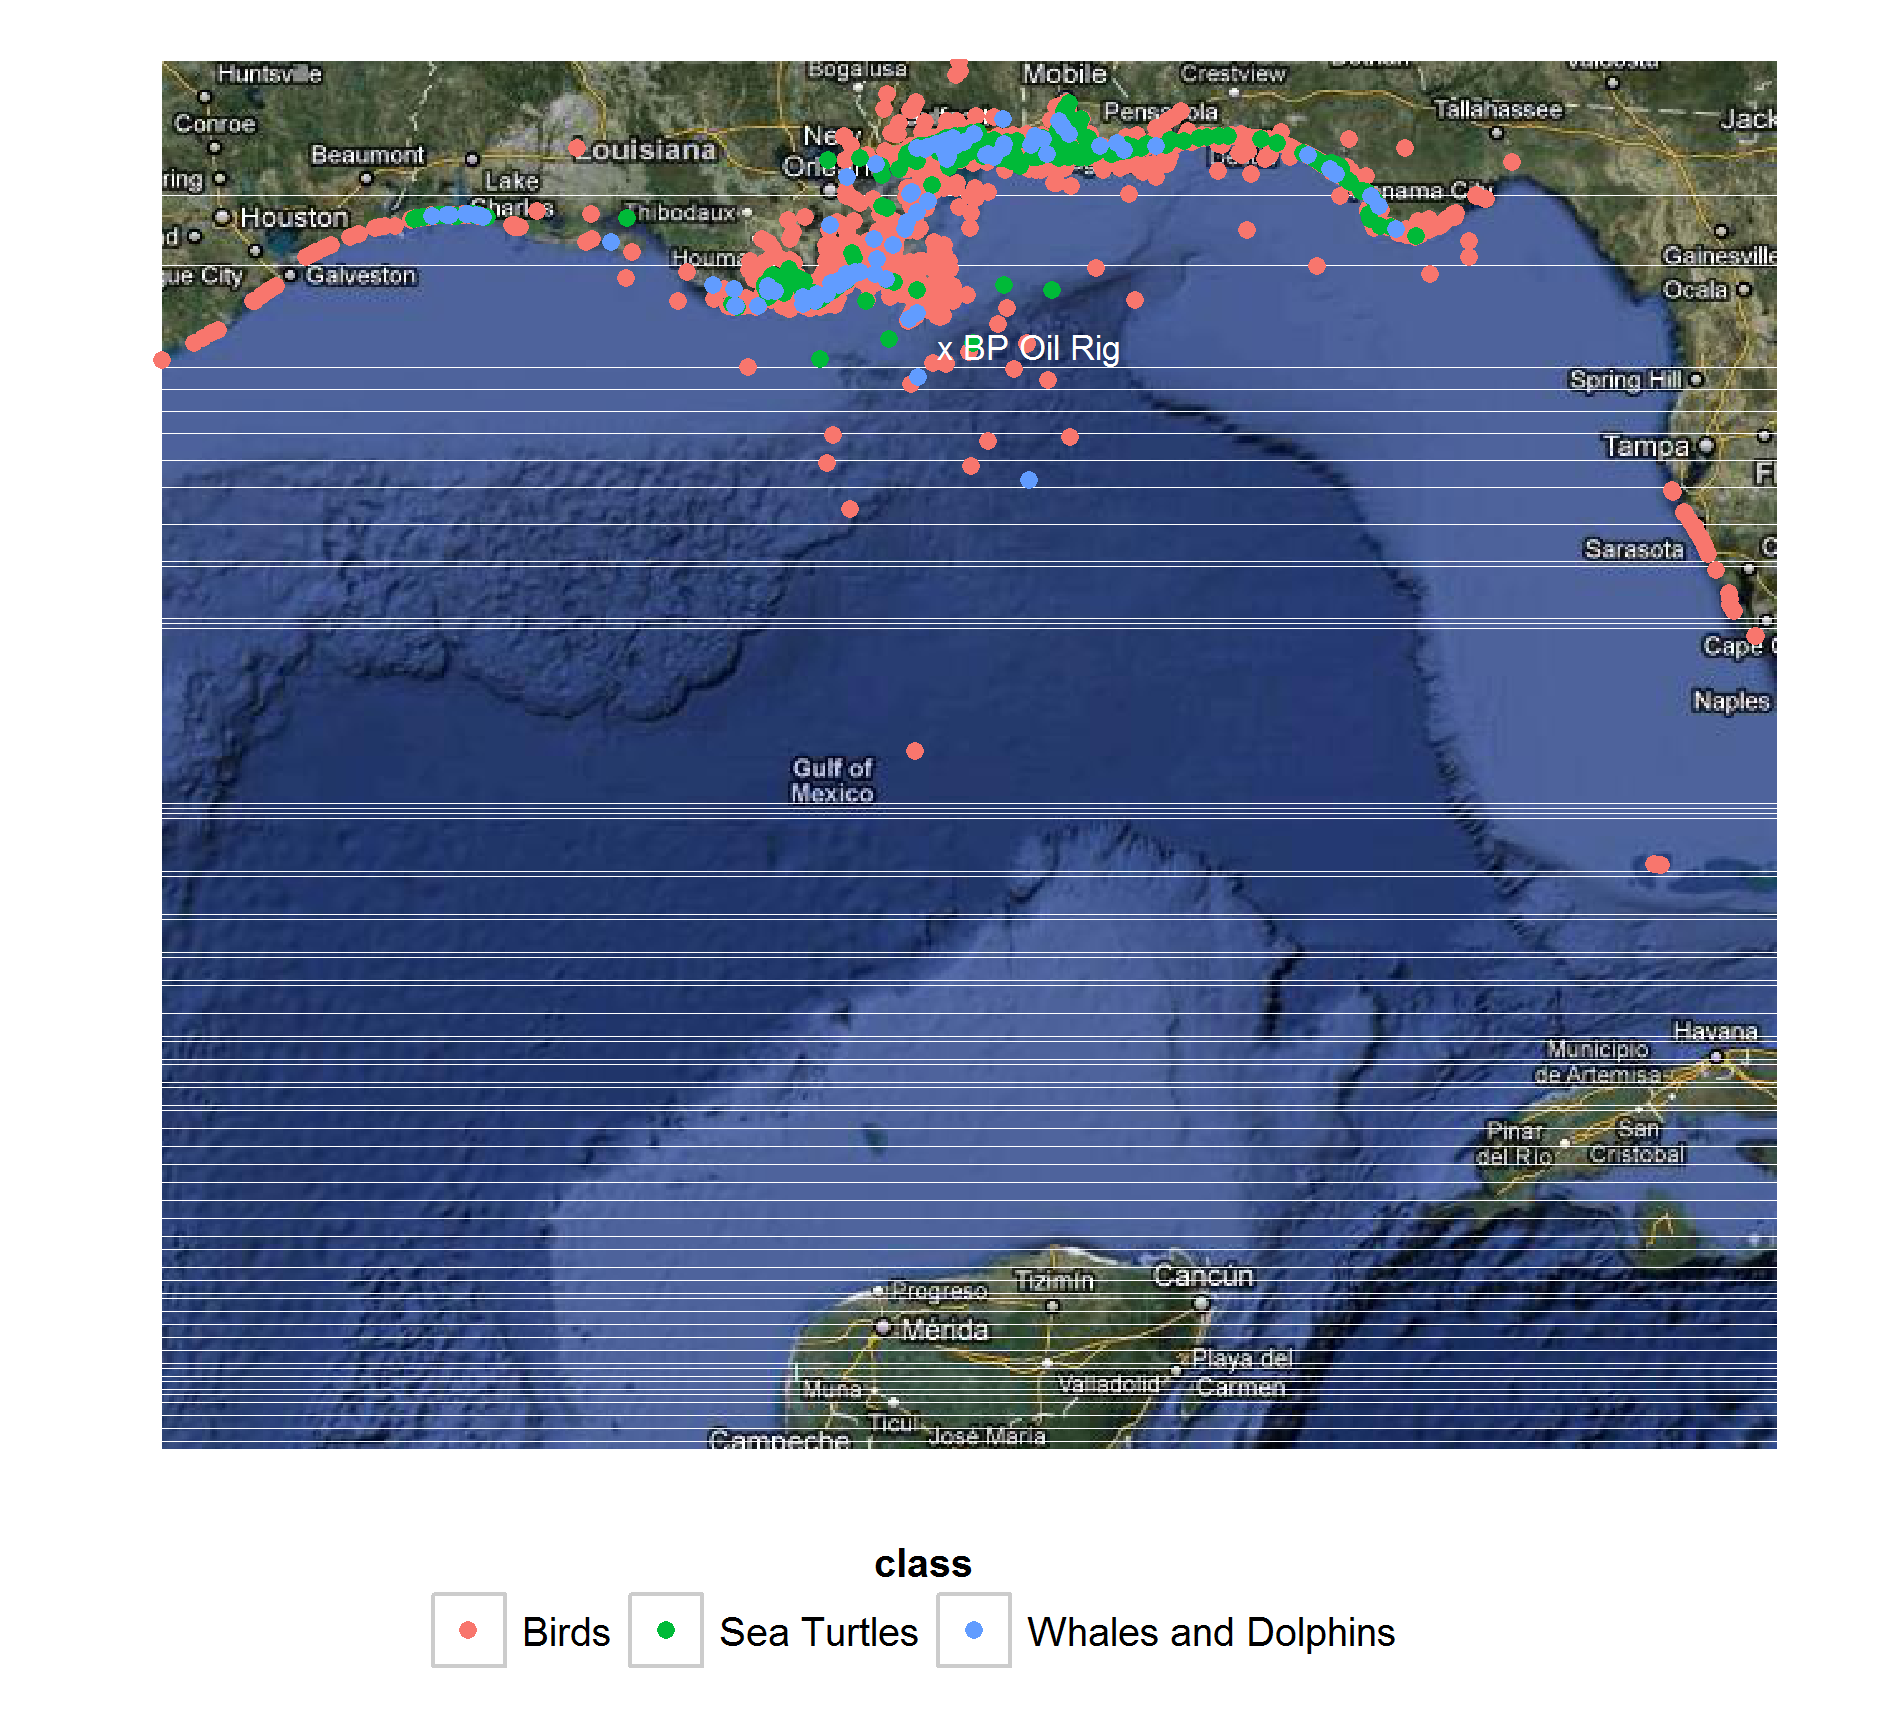 Huntsville
Bogalusa
Mobile
Crestview
Conroe
Pensacola
Tallahassee
Jack
New
Beaumont
Louisiana
Orleans
ring
Lake
Charles
Panama City
Houston
Thibodaux
nd
Houma
Gainesville
gue City
Galveston
Ocala
x BP Oil Rig
Spring Hill
Tampa
Fl
Sarasota
C
Cape C
Naples
Gulf of
Mexico
Havana
Municipio
de Artemisa
Pinar
del Rio
San
Cristobal
Progreso
Tizimín
Cancún
Mérida
Playa del
Carmen
Muna
Valladolid
Ticul
José María
Campeche
class
Birds
Sea Turtles
Whales and Dolphins